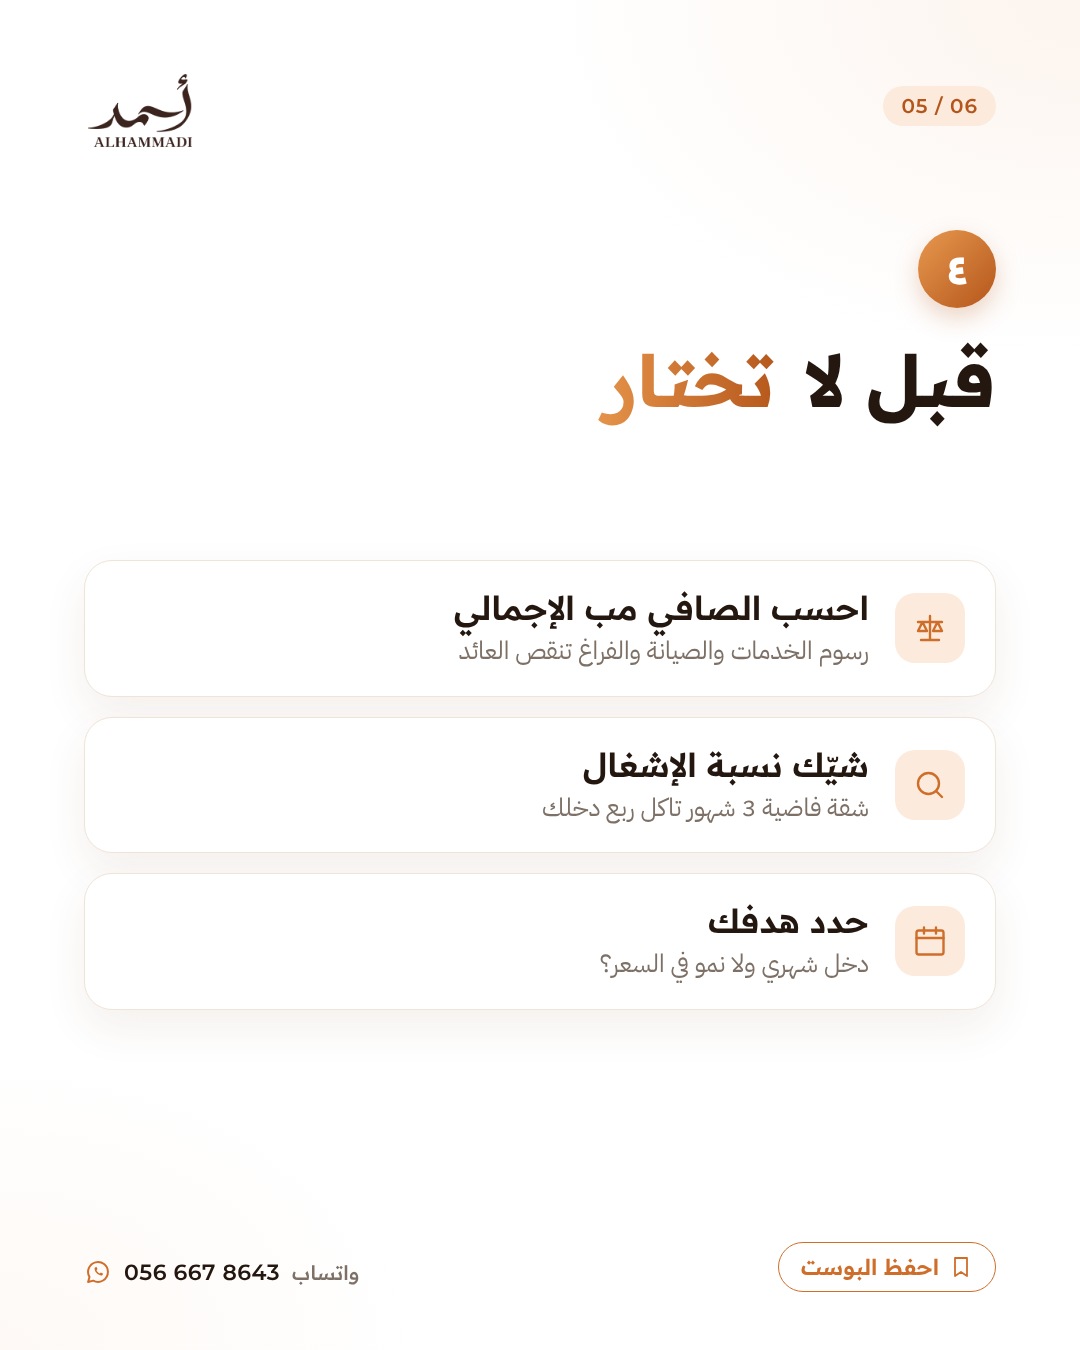 أحمد
ALHAMMADI
05 / 06
٤
قبل لا تختار
احسب الصافي مب الإجمالي
رسوم الخدمات والصيانة والفراغ تنقص العائد
شيّك نسبة الإشغال
شقة فاضية 3 شهور تاكل ربع دخلك
حدد هدفك
دخل شهري ولا نمو في السعر؟
احفظ البوست
واتساب 056 667 8643